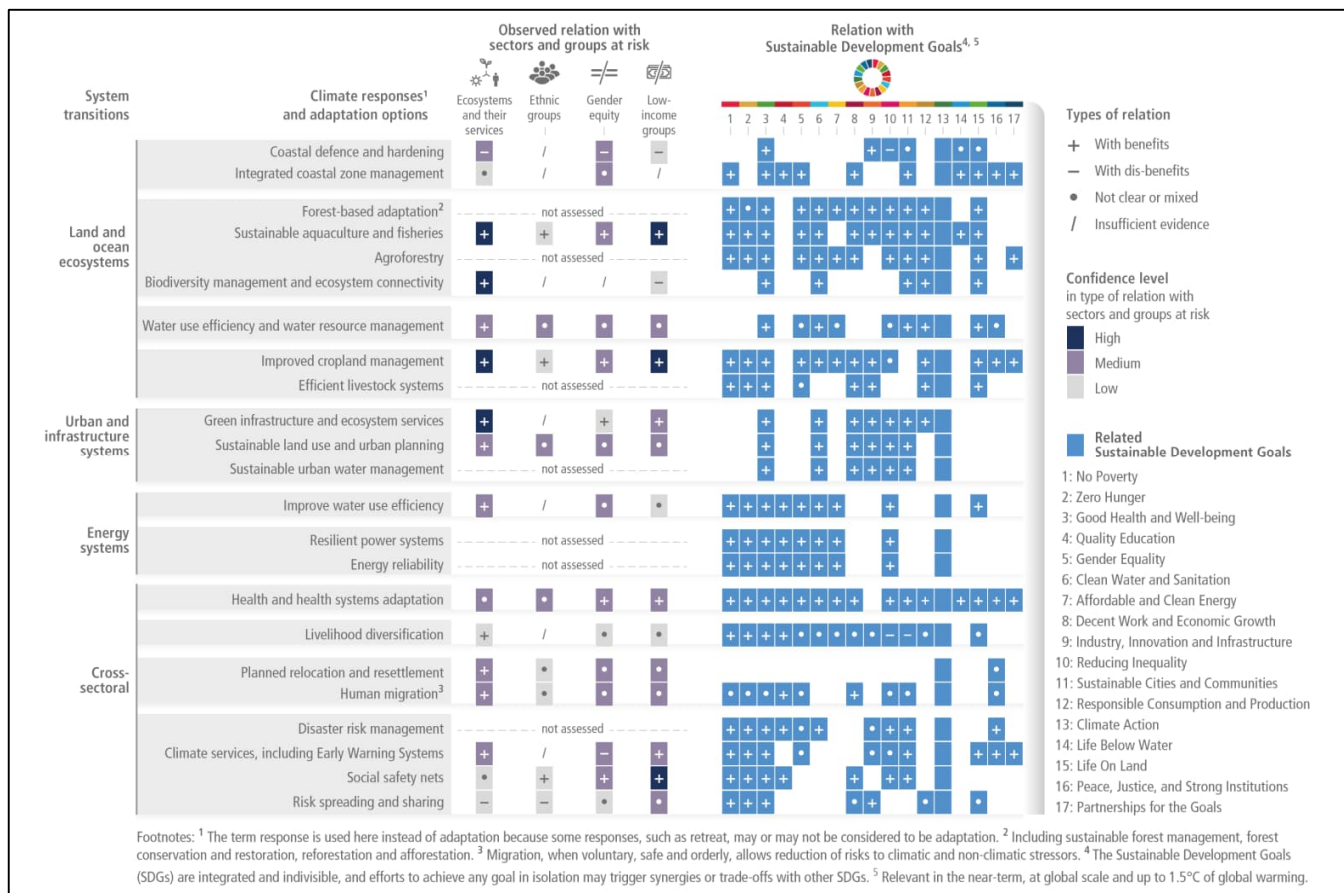 Observed relation with
sectors and groups at risk
Relation with
Sustainable Development Goals4, 5
System
transitions
Climate responses1
and adaptation options
Ecosystems
and their
services
Ethnic
groups
Gender
equity
Low-
income
groups
1 2 3 4 5 6 7 8 9 10 11 12 13 14 15 16 17
Land and
ocean
ecosystems
Coastal defence and hardening − / − − + + − • • •
Integrated coastal zone management • / • / + + + + + + + + + +
Forest-based adaptation2 not assessed + • + + + + + + + + + +
Sustainable aquaculture and fisheries + + + + + + + + + + + + + + + +
Agroforestry not assessed + + + + + + + + + + + +
Biodiversity management and ecosystem connectivity + / / − + + + + +
Water use efficiency and water resource management + • • • + • + • • + + + •
Improved cropland management + + + + + + + + + + + + • + + + +
Efficient livestock systems not assessed + + + • + + + +
Urban and
infrastructure
systems
Green infrastructure and ecosystem services + / + + + + + + + + +
Sustainable land use and urban planning + • • • + + + + + +
Sustainable urban water management not assessed + + + + + +
Energy
systems
Improve water use efficiency + / • • + + + + + + + + +
Resilient power systems not assessed + + + + + + + +
Energy reliability not assessed + + + + + + + +
Cross-
sectoral
Health and health systems adaptation • • + + + + + + + + + + + + + + + + +
Livelihood diversification + / • • + + + + • • • • • − − • •
Planned relocation and resettlement + • • • •
Human migration3 + • • • • • • + • + • • •
Disaster risk management not assessed + + + + • + • + + +
Climate services, including Early Warning Systems + / − + + + + • • • + + + +
Social safety nets • + + + + + + + + + +
Risk spreading and sharing − − • • + + + • + • •
Types of relation
+ With benefits
− With dis-benefits
• Not clear or mixed
/ Insufficient evidence
Confidence level
in type of relation with
sectors and groups at risk
High
Medium
Low
Related
Sustainable Development Goals
1: No Poverty
2: Zero Hunger
3: Good Health and Well-being
4: Quality Education
5: Gender Equality
6: Clean Water and Sanitation
7: Affordable and Clean Energy
8: Decent Work and Economic Growth
9: Industry, Innovation and Infrastructure
10: Reducing Inequality
11: Sustainable Cities and Communities
12: Responsible Consumption and Production
13: Climate Action
14: Life Below Water
15: Life On Land
16: Peace, Justice, and Strong Institutions
17: Partnerships for the Goals
Footnotes: 1 The term response is used here instead of adaptation because some responses, such as retreat, may or may not be considered to be adaptation. 2 Including sustainable forest management, forest
conservation and restoration, reforestation and afforestation. 3 Migration, when voluntary, safe and orderly, allows reduction of risks to climatic and non-climatic stressors. 4 The Sustainable Development Goals
(SDGs) are integrated and indivisible, and efforts to achieve any goal in isolation may trigger synergies or trade-offs with other SDGs. 5 Relevant in the near-term, at global scale and up to 1.5°C of global warming.